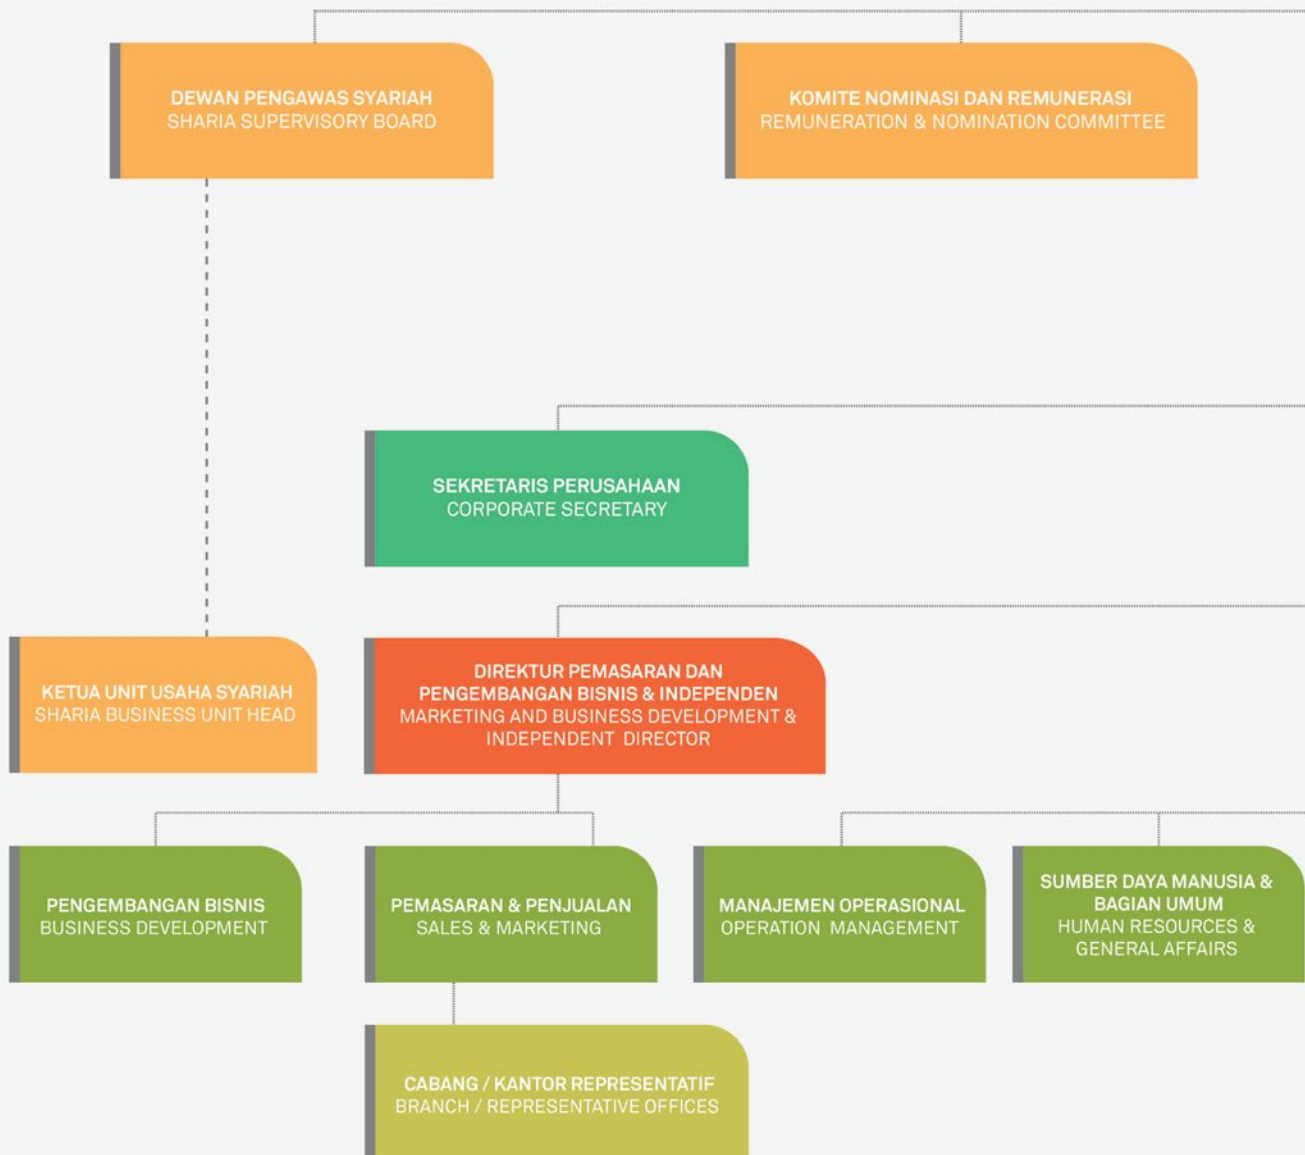 DEWAN PENGAWAS SYARIAH
SHARIA SUPERVISORY BOARD
KOMITE NOMINASI DAN REMUNERASI
REMUNERATION & NOMINATION COMMITTEE
SEKRETARIS PERUSAHAAN
CORPORATE SECRETARY
KETUA UNIT USAHA SYARIAH
SHARIA BUSINESS UNIT HEAD
DIREKTUR PEMASARAN DAN
PENGEMBANGAN BISNIS & INDEPENDEN
MARKETING AND BUSINESS DEVELOPMENT &
INDEPENDENT DIRECTOR
PENGEMBANGAN BISNIS
BUSINESS DEVELOPMENT
PEMASARAN & PENJUALAN
SALES & MARKETING
MANAJEMEN OPERASIONAL
OPERATION MANAGEMENT
SUMBER DAYA MANUSIA &
BAGIAN UMUM
HUMAN RESOURCES &
GENERAL AFFAIRS
CABANG / KANTOR REPRESENTATIF
BRANCH / REPRESENTATIVE OFFICES